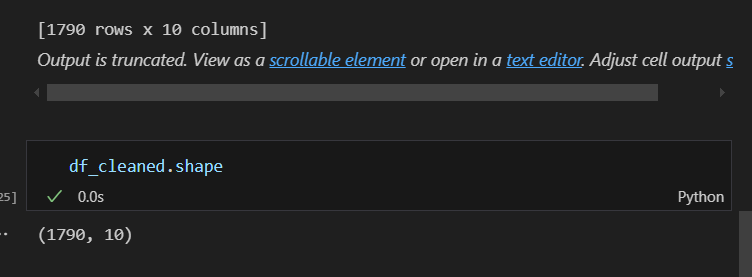 [1790 rows x 10 columns]
Output is truncated. View as a scrollable element or open in a text editor. Adjust cell output s
df_cleaned.shape
25]
0.0s
Python
(1790, 10)